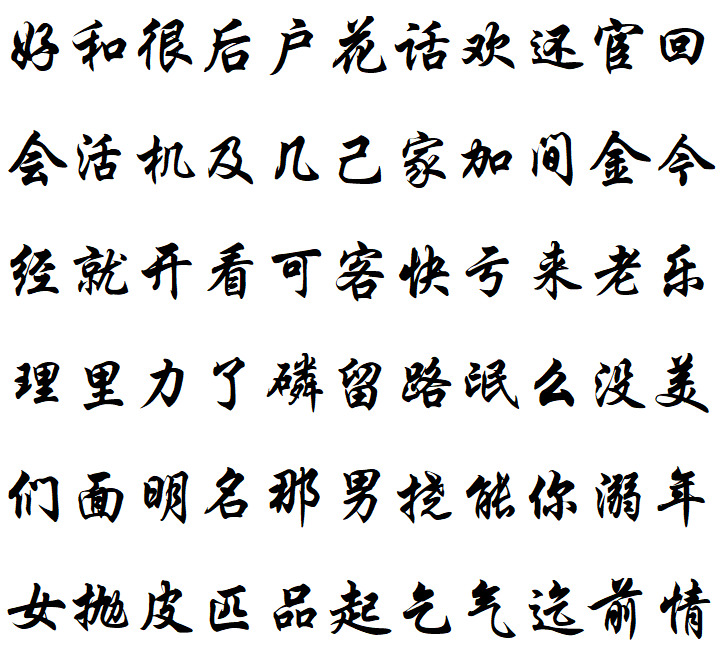 好和很后户花话欢还宦回
会活机及几己家加间金今
经就开看可客快亏来老乐
理里力了磷留路泯么没美
们面明名那男挠能你溺年
女抛皮匹品起乞气迄前情